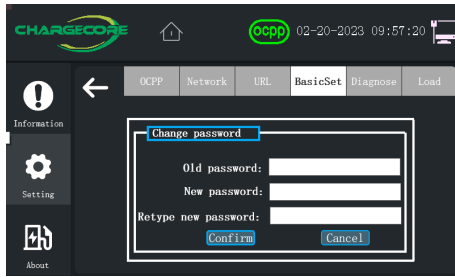 CHARGECORE
ocpp 02-20-2023 09:57:20
OCPP Network URL BasicSet Diagnose Load
Information
Setting
About
Change password
Old password:
New password:
Retype new password:
Confirm Cancel